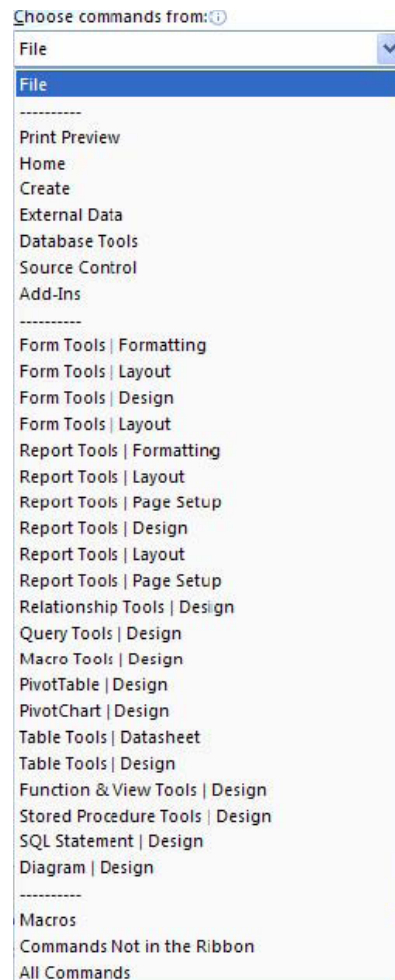 Choose commands from:
File
File
----------
Print Preview
Home
Create
External Data
Database Tools
Source Control
Add-Ins
----------
Form Tools | Formatting
Form Tools | Layout
Form Tools | Design
Form Tools | Layout
Report Tools | Formatting
Report Tools | Layout
Report Tools | Page Setup
Report Tools | Design
Report Tools | Layout
Report Tools | Page Setup
Relationship Tools | Design
Query Tools | Design
Macro Tools | Design
PivotTable | Design
PivotChart | Design
Table Tools | Datasheet
Table Tools | Design
Function & View Tools | Design
Stored Procedure Tools | Design
SQL Statement | Design
Diagram | Design
----------
Macros
Commands Not in the Ribbon
All Commands